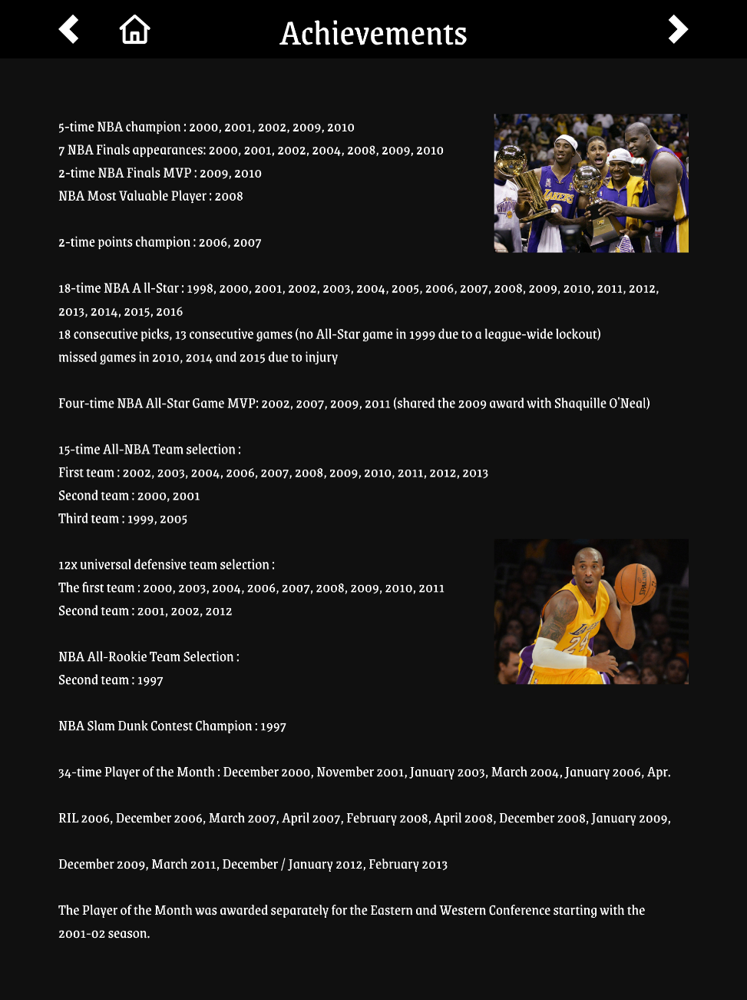 Achievements
5-time NBA champion : 2000, 2001, 2002, 2009, 2010
7 NBA Finals appearances: 2000, 2001, 2002, 2004, 2008, 2009, 2010
2-time NBA Finals MVP : 2009, 2010
NBA Most Valuable Player : 2008
2-time points champion : 2006, 2007
18-time NBA A ll-Star : 1998, 2000, 2001, 2002, 2003, 2004, 2005, 2006, 2007, 2008, 2009, 2010, 2011, 2012,
2013, 2014, 2015, 2016
18 consecutive picks, 13 consecutive games (no All-Star game in 1999 due to a league-wide lockout)
missed games in 2010, 2014 and 2015 due to injury
Four-time NBA All-Star Game MVP: 2002, 2007, 2009, 2011 (shared the 2009 award with Shaquille O'Neal)
15-time All-NBA Team selection :
First team : 2002, 2003, 2004, 2006, 2007, 2008, 2009, 2010, 2011, 2012, 2013
Second team : 2000, 2001
Third team : 1999, 2005
12x universal defensive team selection :
The first team : 2000, 2003, 2004, 2006, 2007, 2008, 2009, 2010, 2011
Second team : 2001, 2002, 2012
NBA All-Rookie Team Selection :
Second team : 1997
NBA Slam Dunk Contest Champion : 1997
34-time Player of the Month : December 2000, November 2001, January 2003, March 2004, January 2006, Apr.
RIL 2006, December 2006, March 2007, April 2007, February 2008, April 2008, December 2008, January 2009,
December 2009, March 2011, December / January 2012, February 2013
The Player of the Month was awarded separately for the Eastern and Western Conference starting with the
2001-02 season.
LAKERS
24
SPALDING